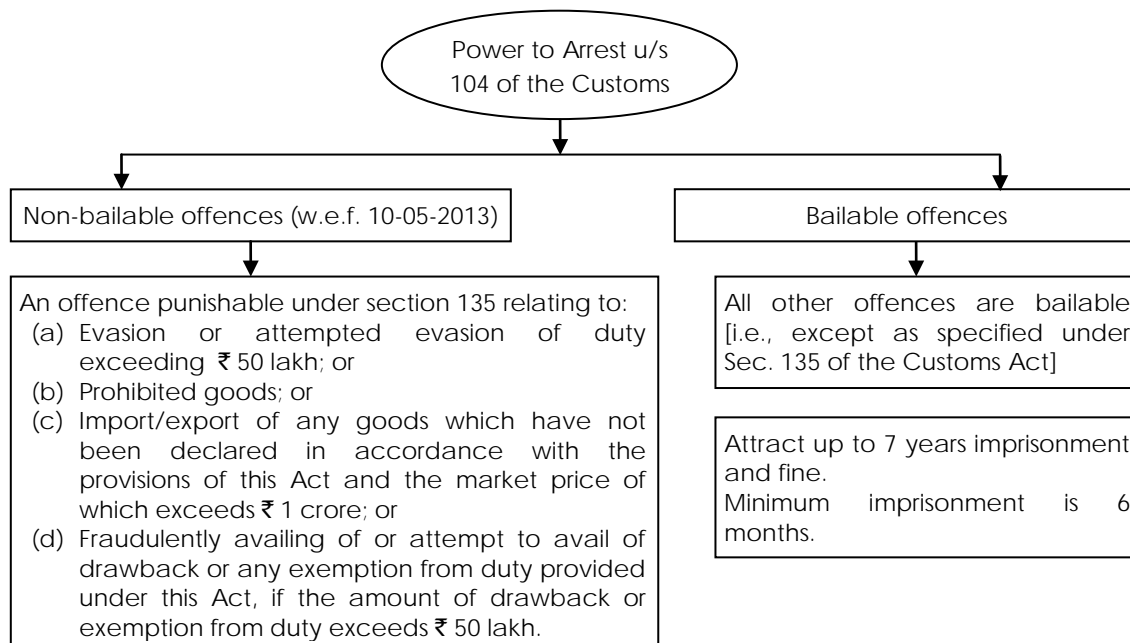 Power to Arrest u/s
104 of the Customs
Non-bailable offences (w.e.f. 10-05-2013)
Bailable offences
An offence punishable under section 135 relating to:
(a) Evasion or attempted evasion of duty
exceeding ₹ 50 lakh; or
(b) Prohibited goods; or
(c) Import/export of any goods which have not
been declared in accordance with the
provisions of this Act and the market price of
which exceeds ₹ 1 crore; or
(d) Fraudulently availing of or attempt to avail of
drawback or any exemption from duty provided
under this Act, if the amount of drawback or
exemption from duty exceeds ₹ 50 lakh.
All other offences are bailable
[i.e., except as specified under
Sec. 135 of the Customs Act]
Attract up to 7 years imprisonment
and fine.
Minimum imprisonment is 6
months.